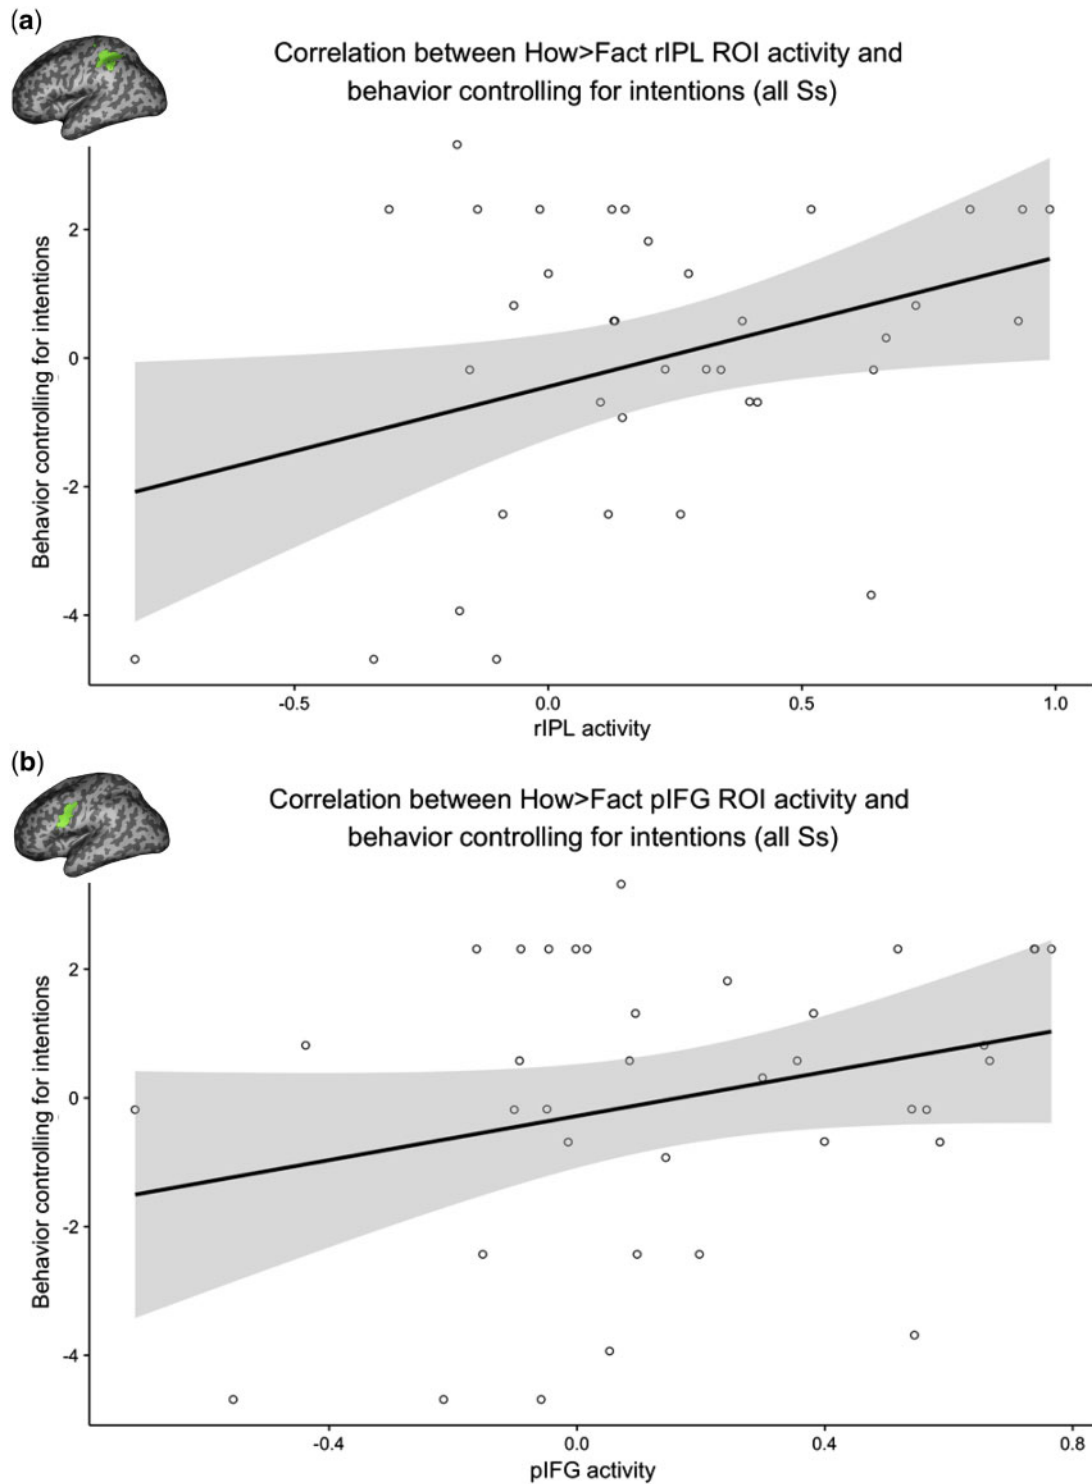 (a)
Correlation between How>Fact rIPL ROI activity and
behavior controlling for intentions (all Ss)
Behavior controlling for intentions
2
0
-2
-4
-0.5
0.0
0.5
1.0
rIPL activity
(b)
Correlation between How>Fact pIFG ROI activity and
behavior controlling for intentions (all Ss)
Behavior controlling for intentions
2
0
-2
-4
-0.4
0.0
0.4
0.8
pIFG activity